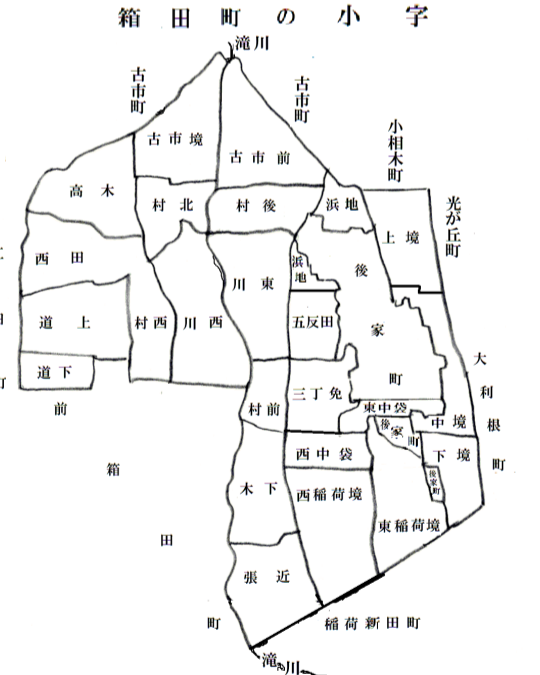 箱田町の小字
滝川
古市町
古市町
小相木町
光が丘町
古市境
古市前
高木
村北
村後
浜地
上境
西田
川東
浜地
後家町
道上
村西
川西
五反田
大利根町
道下
三丁免
村前
東中袋
中境
後家町
西中袋
下境
後家町
木下
西稲荷境
東稲荷境
張近
前箱田町
稲荷新田町
滝川